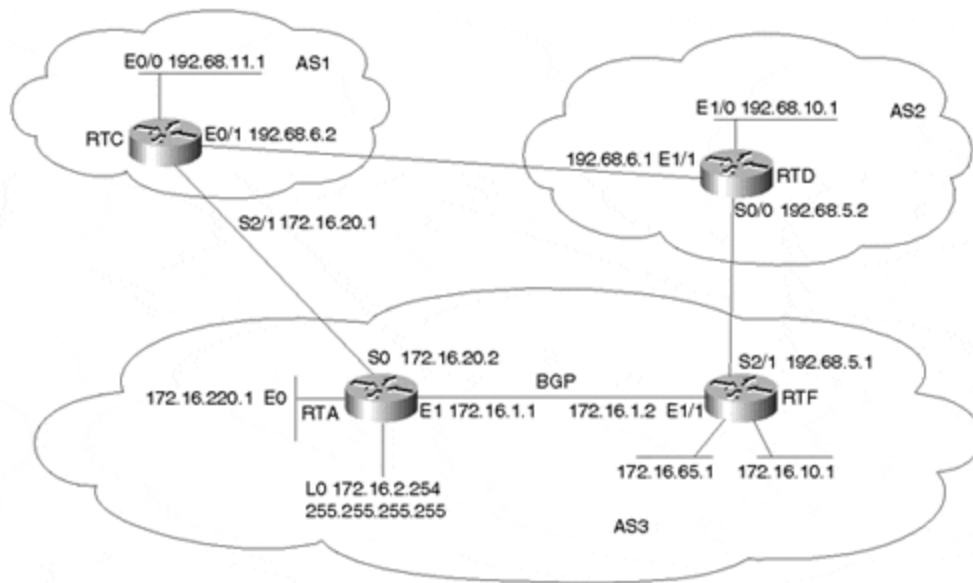 E0/0 192.68.11.1
AS1
RTC
E0/1 192.68.6.2
E1/0 192.68.10.1
AS2
192.68.6.1 E1/1
RTD
S0/0 192.68.5.2
S2/1 172.16.20.1
S0 172.16.20.2
S2/1 192.68.5.1
BGP
172.16.220.1 E0
RTA
E1 172.16.1.1
172.16.1.2 E1/1
RTF
172.16.65.1
172.16.10.1
L0 172.16.2.254
255.255.255.255
AS3